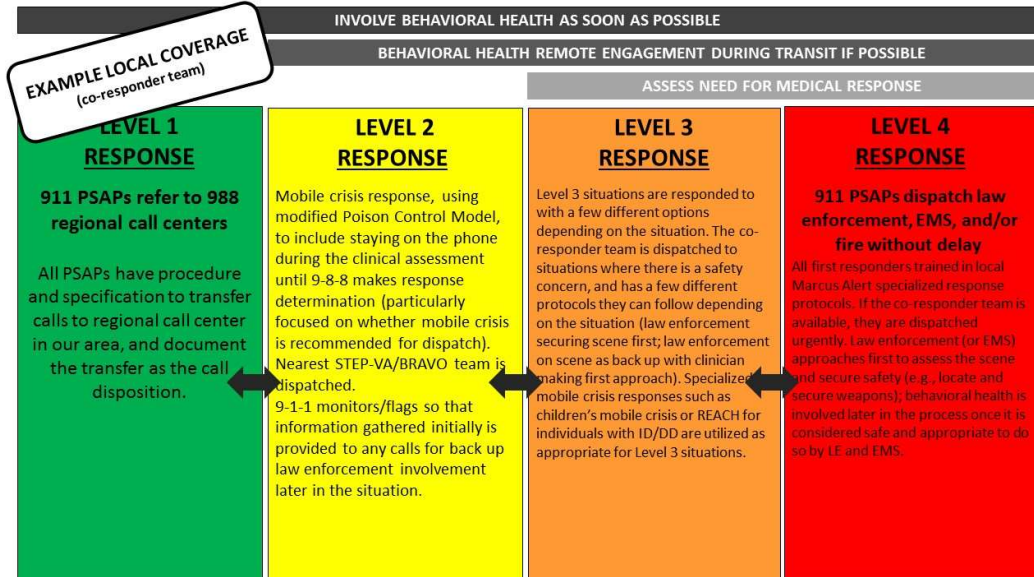 INVOLVE BEHAVIORAL HEALTH AS SOON AS POSSIBLE
BEHAVIORAL HEALTH REMOTE ENGAGEMENT DURING TRANSIT IF POSSIBLE
ASSESS NEED FOR MEDICAL RESPONSE
EXAMPLE LOCAL COVERAGE
(co-responder team)
LEVEL 1
RESPONSE
911 PSAPs refer to 988
regional call centers
All PSAPs have procedure
and specification to transfer
calls to regional call center
in our area, and document
the transfer as the call
disposition.
LEVEL 2
RESPONSE
Mobile crisis response, using
modified Poison Control Model,
to include staying on the phone
during the clinical assessment
until 9-8-8 makes response
determination (particularly
focused on whether mobile crisis
is recommended for dispatch).
Nearest STEP-VA/BRAVO team is
dispatched.
9-1-1 monitors/flags so that
information gathered initially is
provided to any calls for back up
law enforcement involvement
later in the situation.
LEVEL 3
RESPONSE
Level 3 situations are responded to
with a few different options
depending on the situation. The co-
responder team is dispatched to
situations where there is a safety
concern, and has a few different
protocols they can follow depending
on the situation (law enforcement
securing scene first; law enforcement
on scene as back up with clinician
making first approach). Specialized
mobile crisis responses such as
children's mobile crisis or REACH for
individuals with ID/DD are utilized as
appropriate for Level 3 situations.
LEVEL 4
RESPONSE
911 PSAPs dispatch law
enforcement, EMS, and/or
fire without delay
All first responders trained in local
Marcus Alert specialized response
protocols. If the co-responder team is
available, they are dispatched
urgently. Law enforcement (or EMS)
approaches first to assess the scene
and secure safety (e.g., locate and
secure weapons); behavioral health is
involved later in the process once it is
considered safe and appropriate to do
so by LE and EMS.